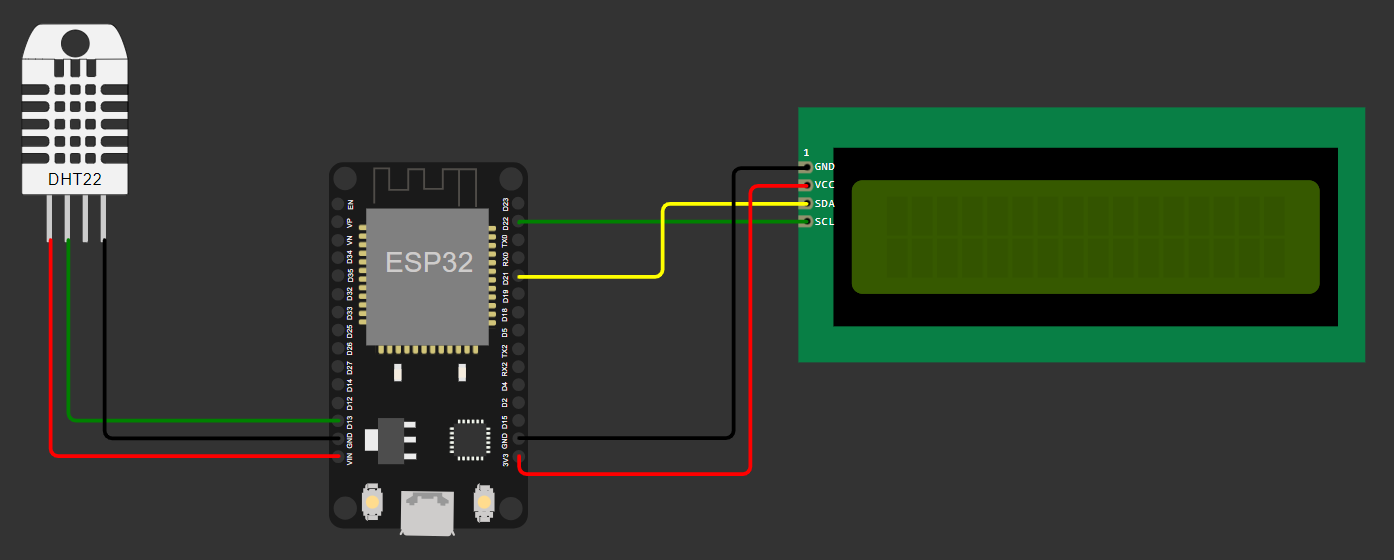 DHT22
ESP32
EN
VP
VN
D34
D35
D32
D33
D25
D26
D27
D14
D12
D13
GND
VIN
D23
D22
TX0
RX0
D21
D19
D18
D5
TX2
RX2
D4
D2
D15
GND
3V3
1
GND
VCC
SDA
SCL